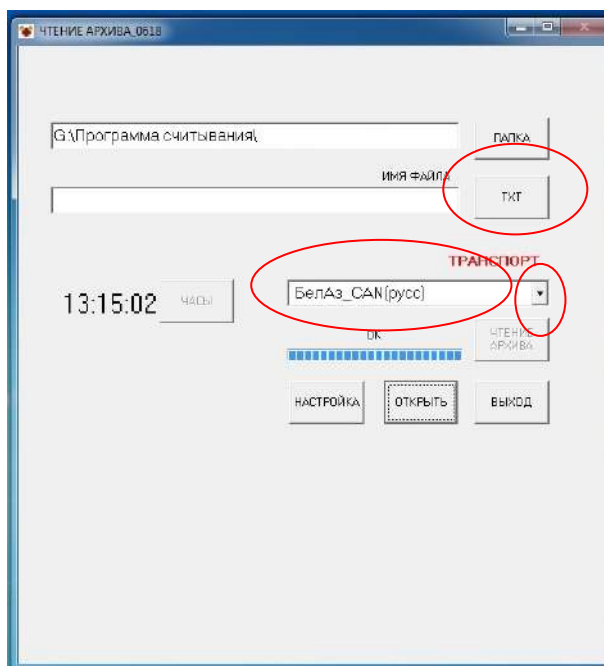 ЧТЕНИЕ АРХИВА_0618
G:\Программа считывания\
ПАПКА
ИМЯ ФАЙЛА
TXT
ТРАНСПОРТ
13:15:02
ЧАСЫ
БелАз_CAN(русс)
OK
ЧТЕНИЕ
АРХИВА
НАСТРОЙКА
ОТКРЫТЬ
ВЫХОД